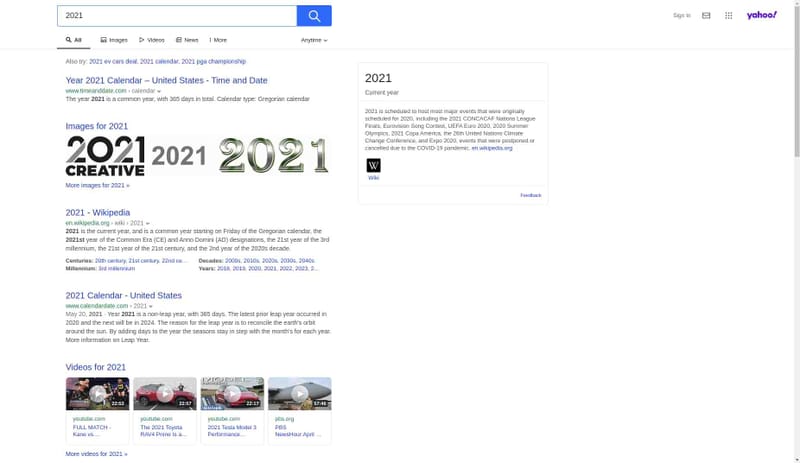 2021
Sign In
yahoo!
All
Images
Videos
News
More
Anytime
Also try: 2021 ev cars deal, 2021 calendar, 2021 pga championship
Year 2021 Calendar – United States - Time and Date
www.timeanddate.com › calendar
The year 2021 is a common year, with 365 days in total. Calendar type: Gregorian calendar
Images for 2021
2021
CREATIVE
2021
2021
More images for 2021 »
2021 - Wikipedia
en.wikipedia.org › wiki › 2021
2021 is the current year, and is a common year starting on Friday of the Gregorian calendar, the
2021st year of the Common Era (CE) and Anno Domini (AD) designations, the 21st year of the 3rd
millennium, the 21st year of the 21st century, and the 2nd year of the 2020s decade.
Centuries: 20th century, 21st century, 22nd ce...
Decades: 2000s, 2010s, 2020s, 2030s, 2040s.
Millennium: 3rd millennium
Years: 2018, 2019, 2020, 2021, 2022, 2023, 2...
2021 Calendar - United States
www.calendardate.com › 2021
May 20, 2021 · Year 2021 is a non-leap year, with 365 days. The latest prior leap year occurred in
2020 and the next will be in 2024. The reason for the leap year is to reconcile the earth's orbit
around the sun. By adding days to the year the seasons stay in step with the month's for each year.
More information on Leap Year.
Videos for 2021
22:53
22:57
22:17
57:46
youtube.com
FULL MATCH -
Kane vs. ...
youtube.com
The 2021 Toyota
RAV4 Prime Is a...
youtube.com
2021 Tesla Model 3
Performance...
pbs.org
PBS
NewsHour April ...
More videos for 2021 »
2021
Current year
2021 is scheduled to host most major events that were originally
scheduled for 2020, including the 2021 CONCACAF Nations League
Finals, Eurovision Song Contest, UEFA Euro 2020, 2020 Summer
Olympics, 2021 Copa América, the 26th United Nations Climate
Change Conference, and Expo 2020, events that were postponed or
cancelled due to the COVID-19 pandemic. en.wikipedia.org
W
Wiki
Feedback